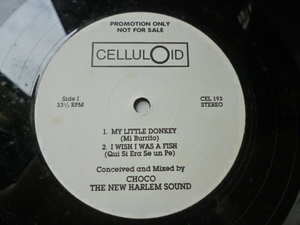 PROMOTION ONLY
NOT FOR SALE
CELLULOID
Side 1
33⅓ RPM
CEL 193
STEREO
1. MY LITTLE DONKEY
(Mi Burrito)
2. I WISH I WAS A FISH
(Qui Si Era Se un Pe)
Conceived and Mixed by
CHOCO
THE NEW HARLEM SOUND